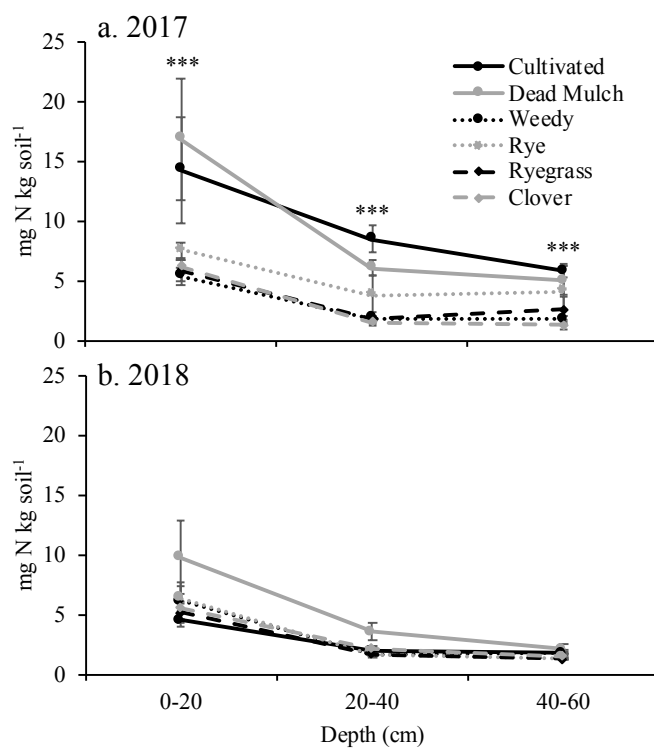 a. 2017
25
20
15
10
5
0
mg N kg soil⁻¹
***
***
***
Cultivated
Dead Mulch
Weedy
Rye
Ryegrass
Clover
b. 2018
25
20
15
10
5
0
mg N kg soil⁻¹
0-20
20-40
40-60
Depth (cm)